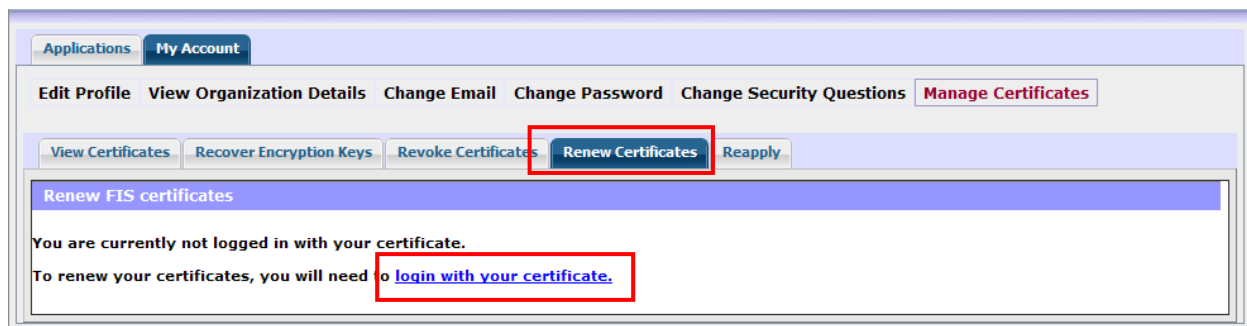 Applications My Account
Edit Profile View Organization Details Change Email Change Password Change Security Questions Manage Certificates
View Certificates Recover Encryption Keys Revoke Certificates Renew Certificates Reapply
Renew FIS certificates
You are currently not logged in with your certificate.
To renew your certificates, you will need to login with your certificate.